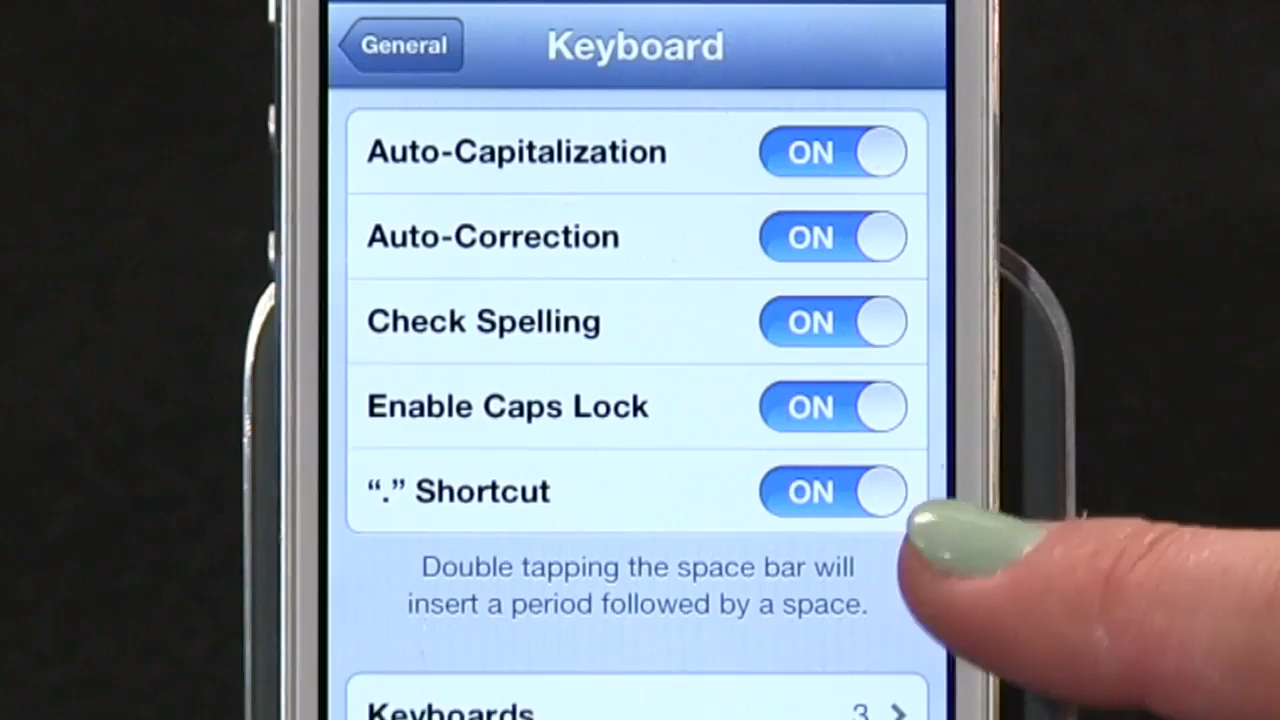 General
Keyboard
Auto-Capitalization ON
Auto-Correction ON
Check Spelling ON
Enable Caps Lock ON
“.” Shortcut ON
Double tapping the space bar will
insert a period followed by a space.
Keyboards 3